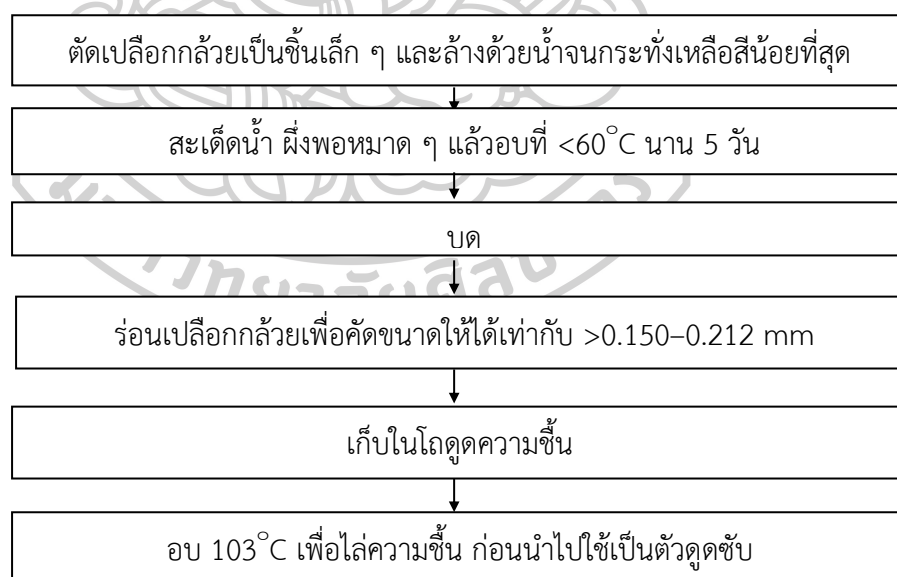 ตัดเปลือกกล้วยเป็นชิ้นเล็ก ๆ และล้างด้วยน้ำจนกระทั่งเหลือสีน้อยที่สุด
สะเด็ดน้ำ ผึ่งพอหมาด ๆ แล้วอบที่ <60°C นาน 5 วัน
บด
ร่อนเปลือกกล้วยเพื่อคัดขนาดให้ได้เท่ากับ >0.150–0.212 mm
เก็บในโถดูดความชื้น
อบ 103°C เพื่อไล่ความชื้น ก่อนนำไปใช้เป็นตัวดูดซับ